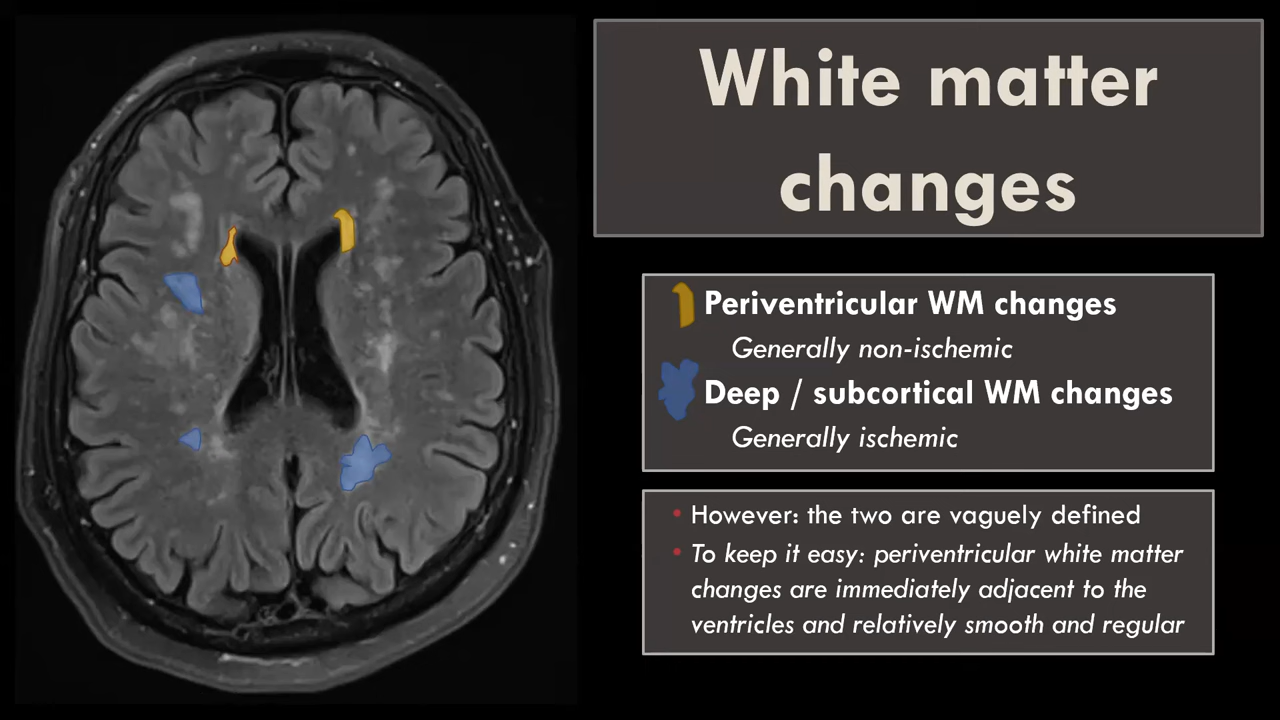 White matter
changes
Periventricular WM changes
Generally non-ischemic
Deep / subcortical WM changes
Generally ischemic
• However: the two are vaguely defined
• To keep it easy: periventricular white matter
changes are immediately adjacent to the
ventricles and relatively smooth and regular